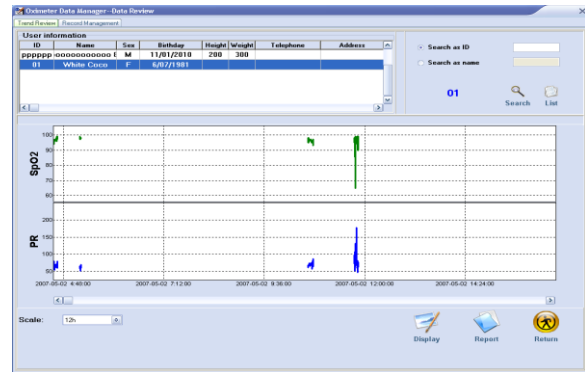 Oximeter Data Manager--Data Review
Trend Review Record Management
User information
ID Name Sex Birthday Height Weight Telephone Address
pppppp ooooooooooo M 11/01/2010 200 300
01 White Coco F 6/07/1981
Search as ID
Search as name
01
Search List
SpO2
100
90
80
70
60
PR
200
150
100
50
2007-05-02 4:48:00 2007-05-02 7:12:00 2007-05-02 9:36:00 2007-05-02 12:00:00 2007-05-02 14:24:00
Scale: 12h
Display Report Return